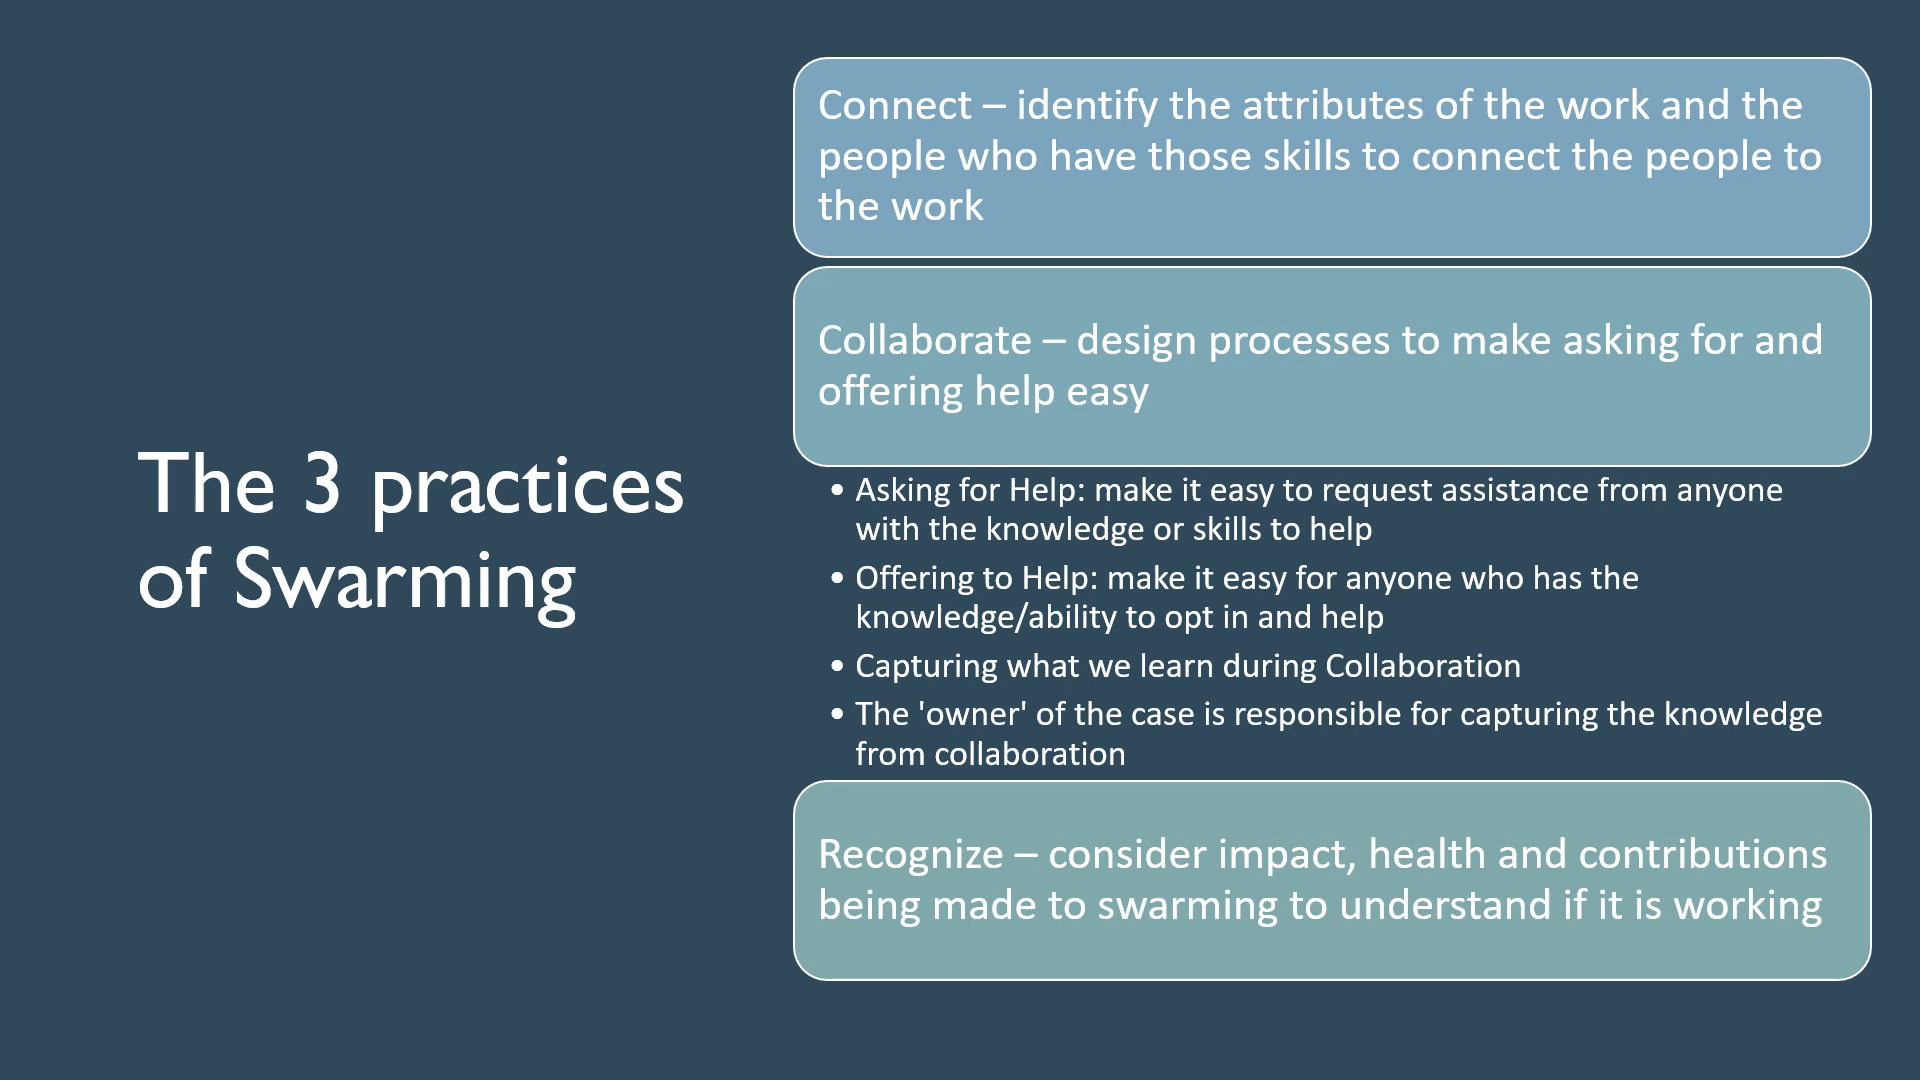 The 3 practices
of Swarming
Connect – identify the attributes of the work and the
people who have those skills to connect the people to
the work
Collaborate – design processes to make asking for and
offering help easy
• Asking for Help: make it easy to request assistance from anyone
with the knowledge or skills to help
• Offering to Help: make it easy for anyone who has the
knowledge/ability to opt in and help
• Capturing what we learn during Collaboration
• The 'owner' of the case is responsible for capturing the knowledge
from collaboration
Recognize – consider impact, health and contributions
being made to swarming to understand if it is working